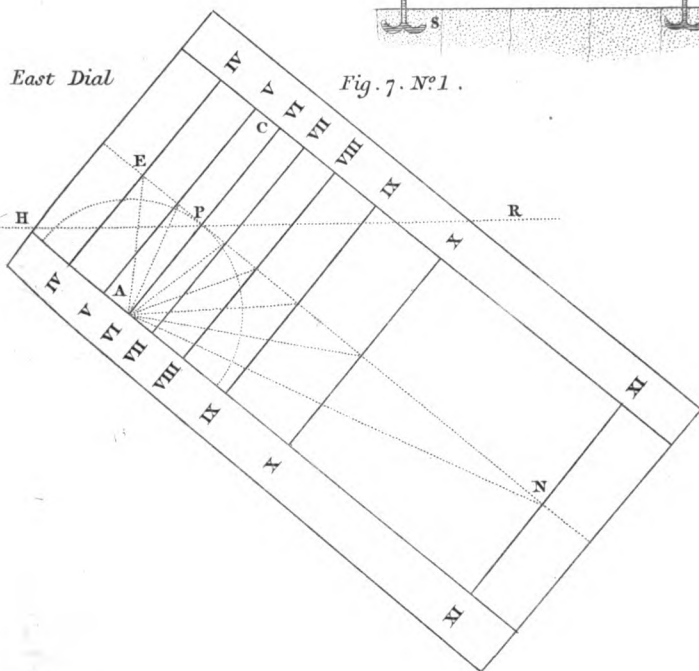 S
East Dial
Fig. 7. Nº1.
IV V VI VII VIII IX X XI
C
E
P
H
R
A
N
IV V VI VII VIII IX X XI